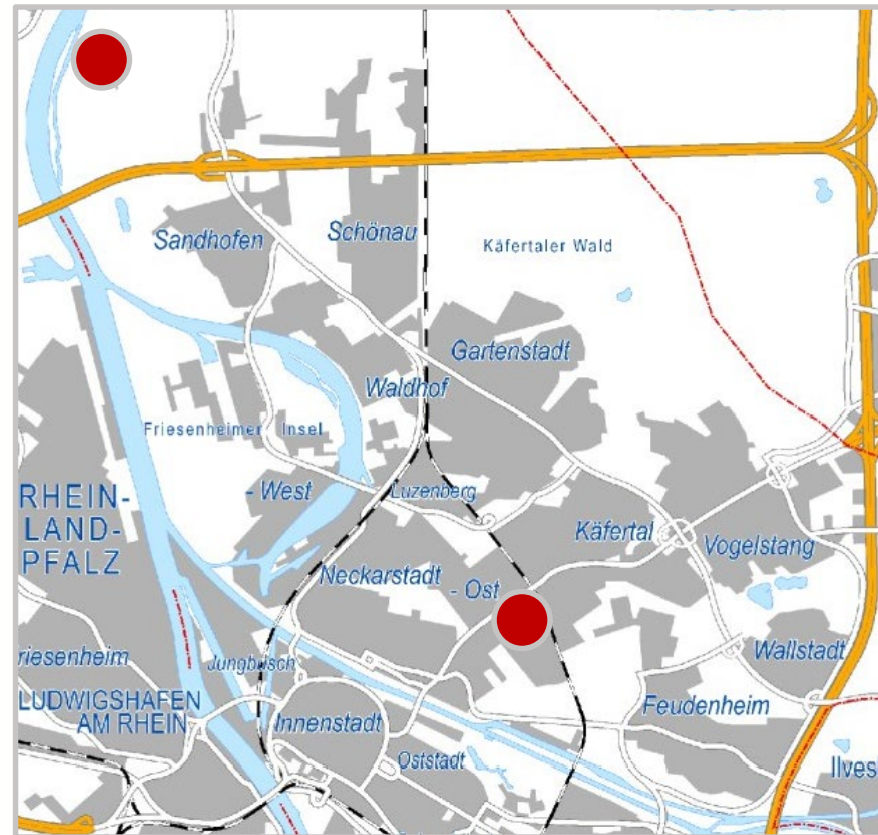 Sandhofen
Schönau
Käfertaler Wald
Gartenstadt
Waldhof
Friesenheimer Insel
RHEIN-
LAND-
PFALZ
- West
Luzenberg
Käfertal
Vogelstang
Neckarstadt
- Ost
riesenheim
Jungbusch
Wallstadt
LUDWIGSHAFEN
AM RHEIN
Innenstadt
Feudenheim
Oststadt
Ilves